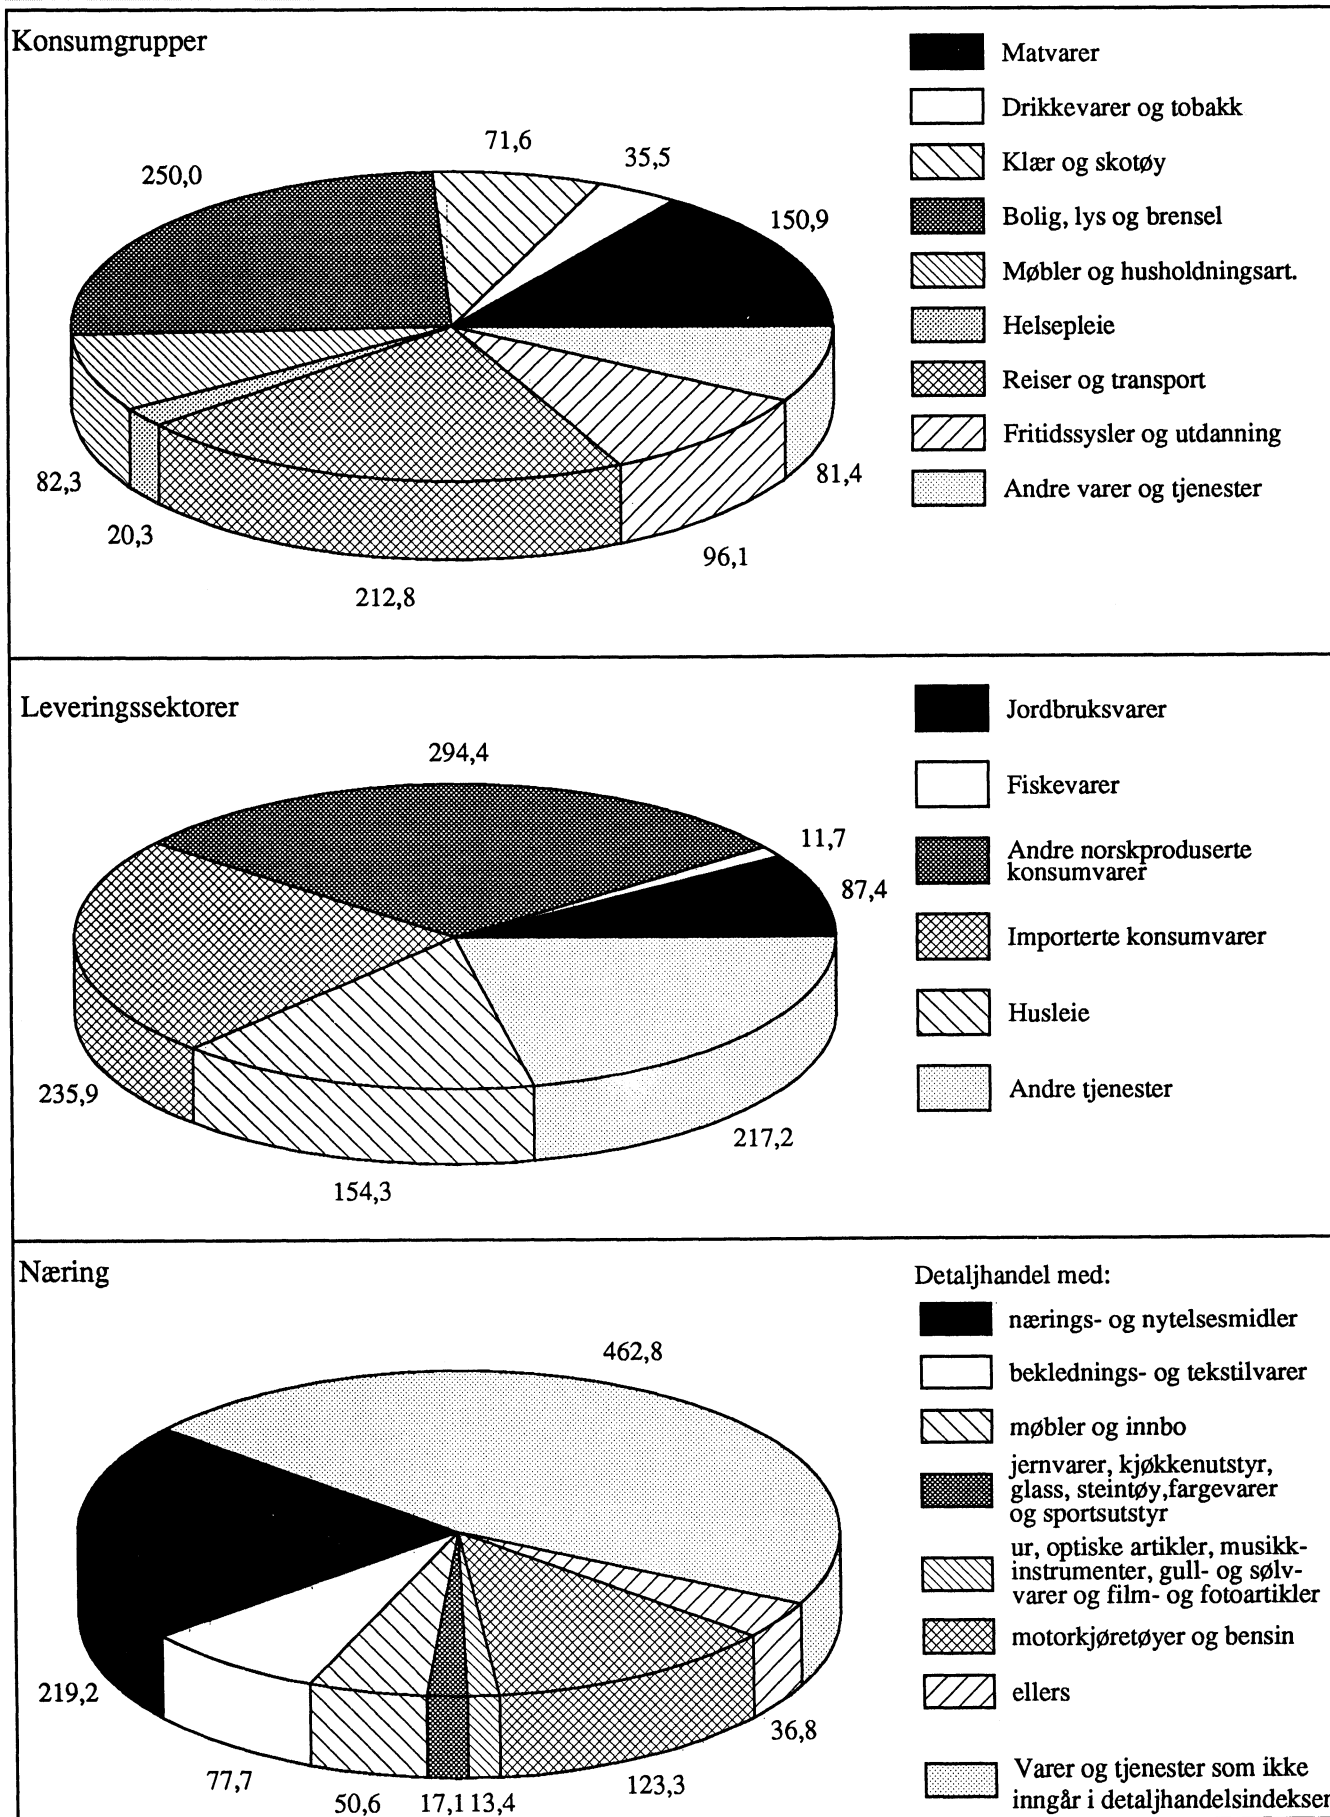 Konsumgrupper
71,6
35,5
250,0
150,9
82,3
20,3
212,8
96,1
81,4
Matvarer
Drikkevarer og tobakk
Klær og skotøy
Bolig, lys og brensel
Møbler og husholdningsart.
Helsepleie
Reiser og transport
Fritidssysler og utdanning
Andre varer og tjenester
Leveringssektorer
294,4
11,7
87,4
235,9
154,3
217,2
Jordbruksvarer
Fiskevarer
Andre norskproduserte
konsumvarer
Importerte konsumvarer
Husleie
Andre tjenester
Næring
462,8
219,2
77,7
50,6
17,1
13,4
123,3
36,8
Detaljhandel med:
nærings- og nytelsesmidler
beklednings- og tekstilvarer
møbler og innbo
jernvarer, kjøkkenutstyr,
glass, steintøy,fargevarer
og sportsutstyr
ur, optiske artikler, musikk-
instrumenter, gull- og sølv-
varer og film- og fotoartikler
motorkjøretøyer og bensin
ellers
Varer og tjenester som ikke
inngår i detaljhandelsindeksen